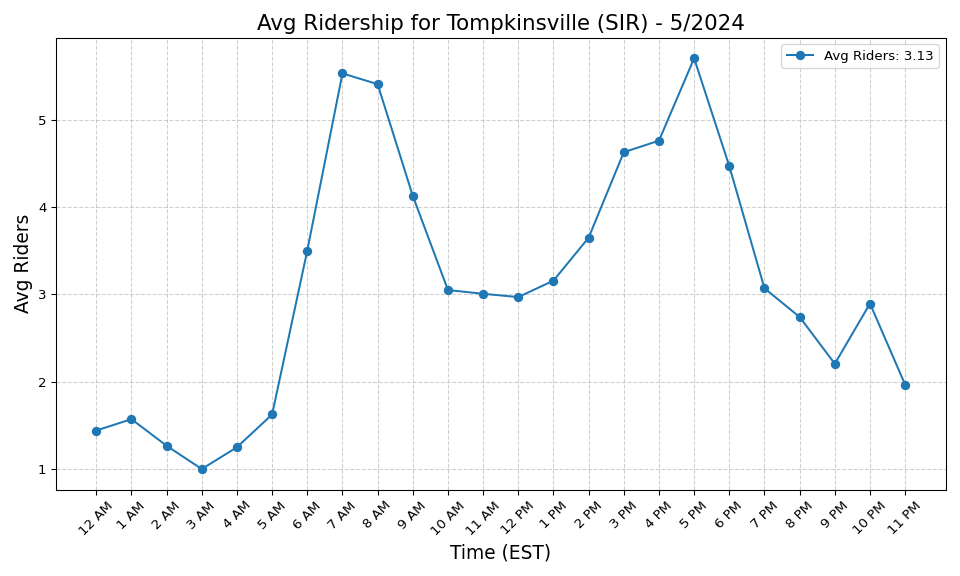 Avg Ridership for Tompkinsville (SIR) - 5/2024
Avg Riders: 3.13
Avg Riders
5
4
3
2
1
12 AM
1 AM
2 AM
3 AM
4 AM
5 AM
6 AM
7 AM
8 AM
9 AM
10 AM
11 AM
12 PM
1 PM
2 PM
3 PM
4 PM
5 PM
6 PM
7 PM
8 PM
9 PM
10 PM
11 PM
Time (EST)